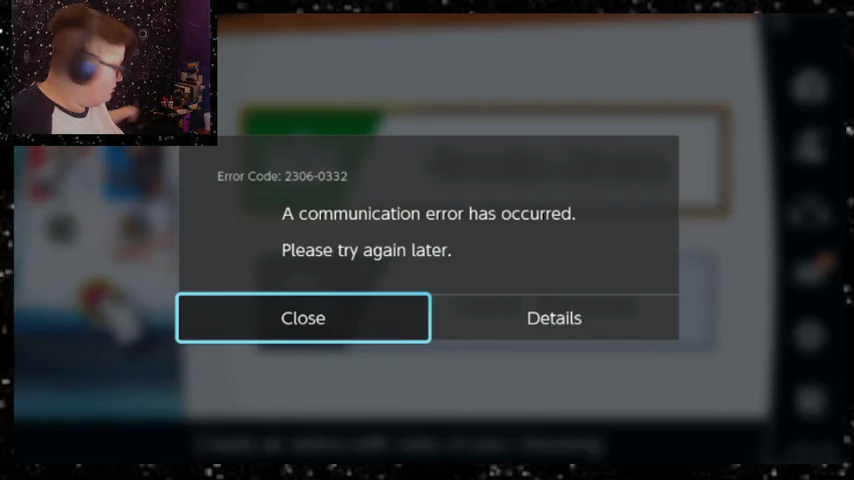 Error Code: 2306-0332
A communication error has occurred.
Please try again later.
Close
Details